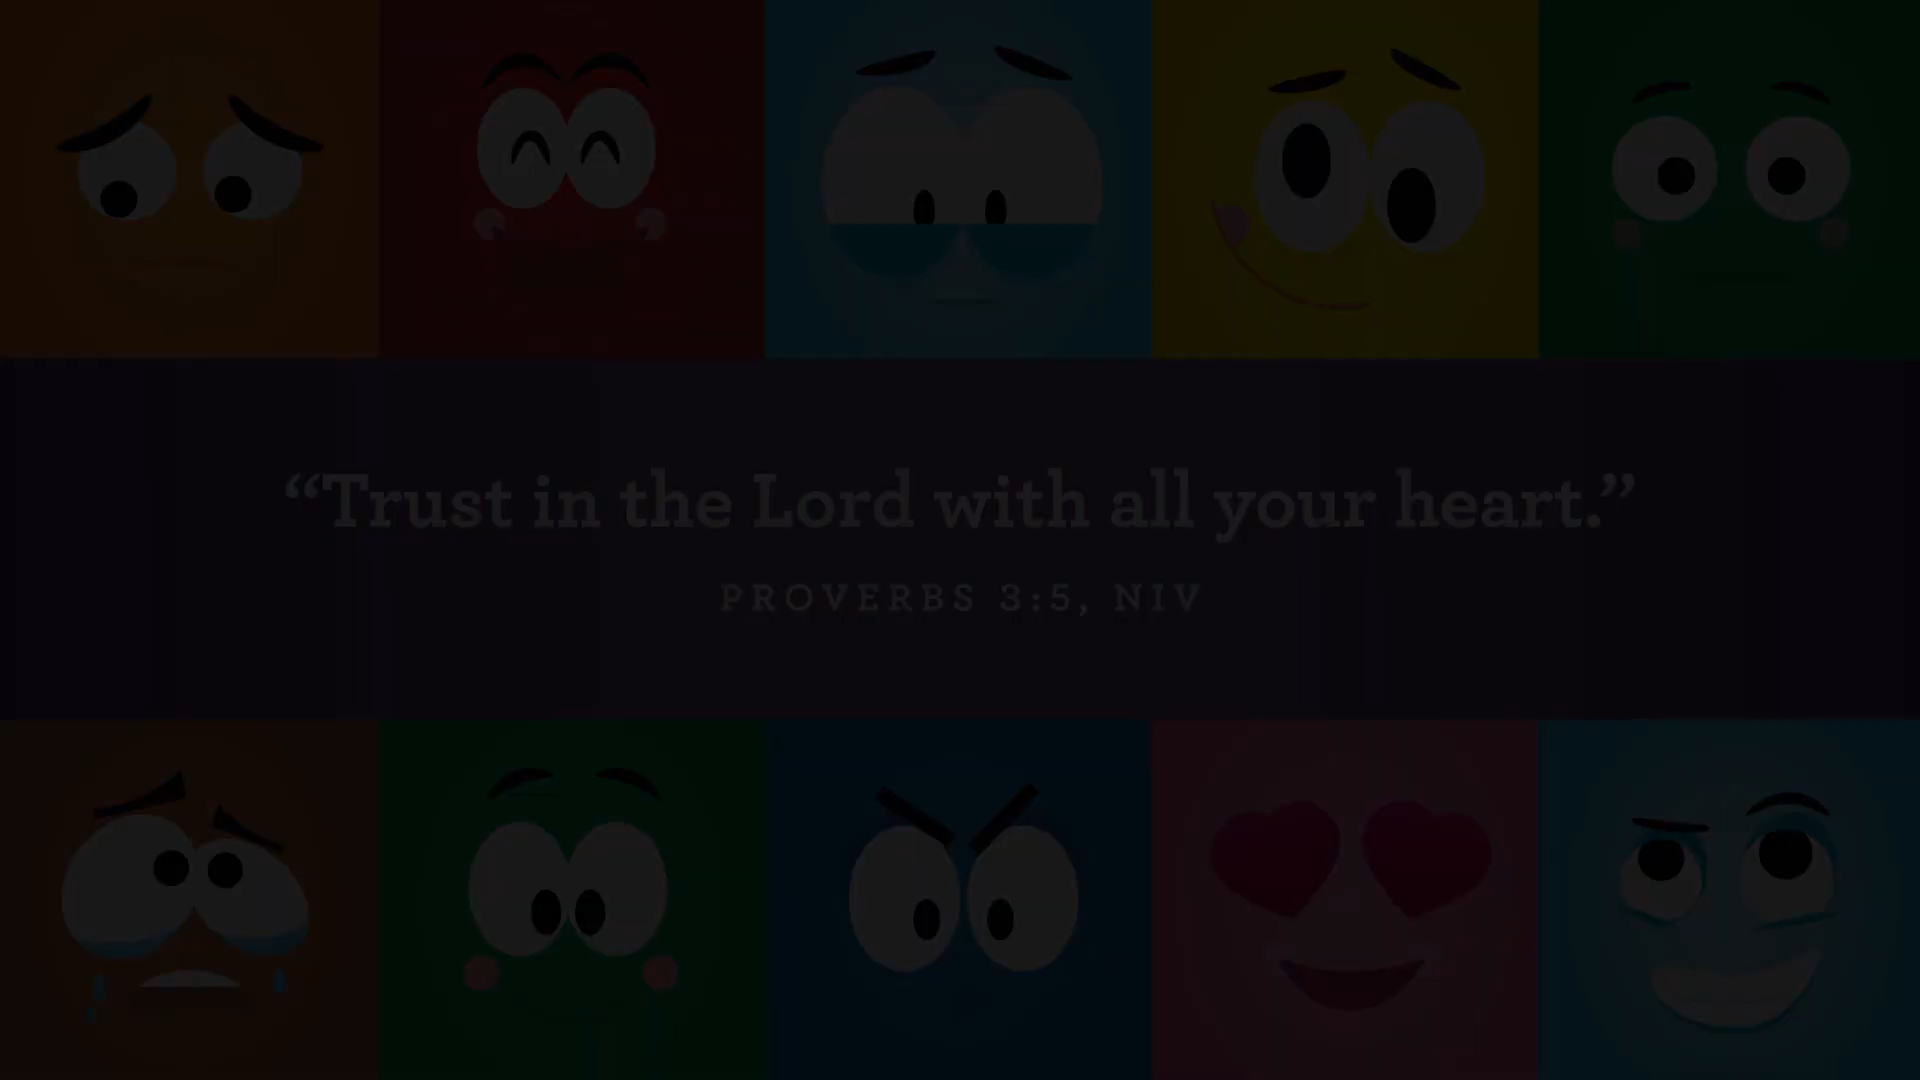 “Trust in the Lord with all your heart.”
PROVERBS 3:5, NIV